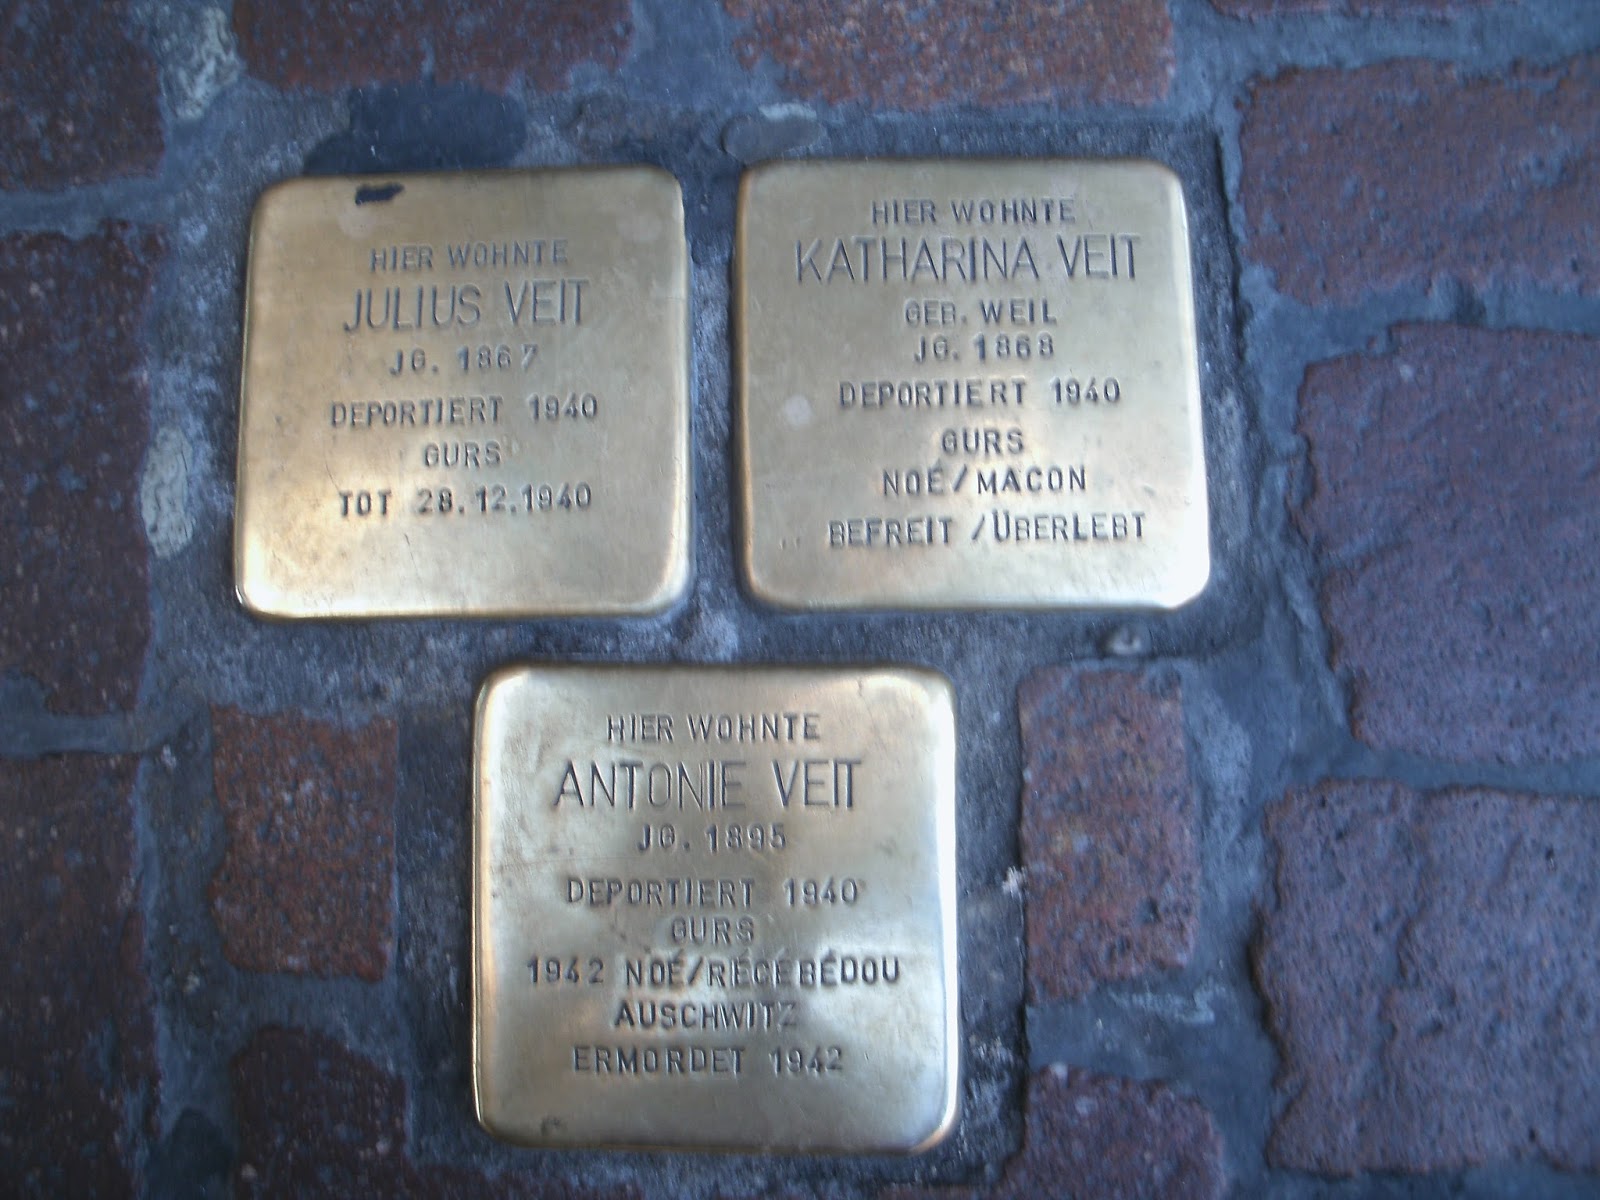 HIER WOHNTE
JULIUS VEIT
JG. 1867
DEPORTIERT 1940
GURS
TOT 28.12.1940
HIER WOHNTE
KATHARINA VEIT
GEB. WEIL
JG. 1868
DEPORTIERT 1940
GURS
NOÉ/MACON
BEFREIT /ÜBERLEBT
HIER WOHNTE
ANTONIE VEIT
JG. 1895
DEPORTIERT 1940
GURS
1942 NOÉ/RÉCÉBÉDOU
AUSCHWITZ
ERMORDET 1942